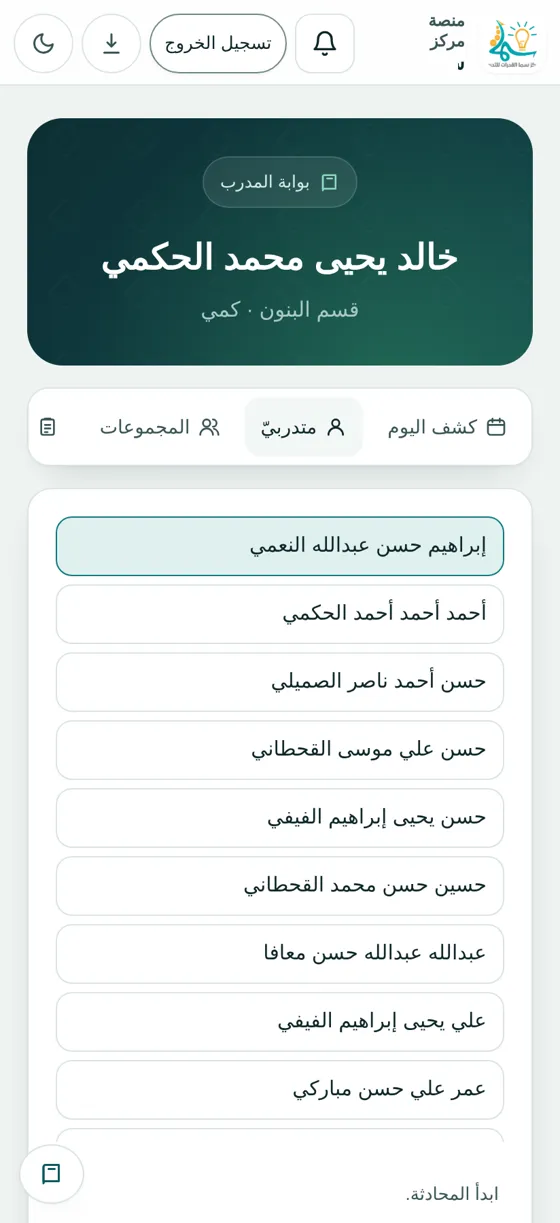 منصة
مركز
تسجيل الخروج
بوابة المدرب
خالد يحيى محمد الحكمي
قسم البنون · كمي
كشف اليوم
متدربيّ
المجموعات
إبراهيم حسن عبدالله النعمي
أحمد أحمد أحمد الحكمي
حسن أحمد ناصر الصميلي
حسن علي موسى القحطاني
حسن يحيى إبراهيم الفيفي
حسين حسن محمد القحطاني
عبدالله عبدالله حسن معافا
علي يحيى إبراهيم الفيفي
عمر علي حسن مباركي
ابدأ المحادثة.